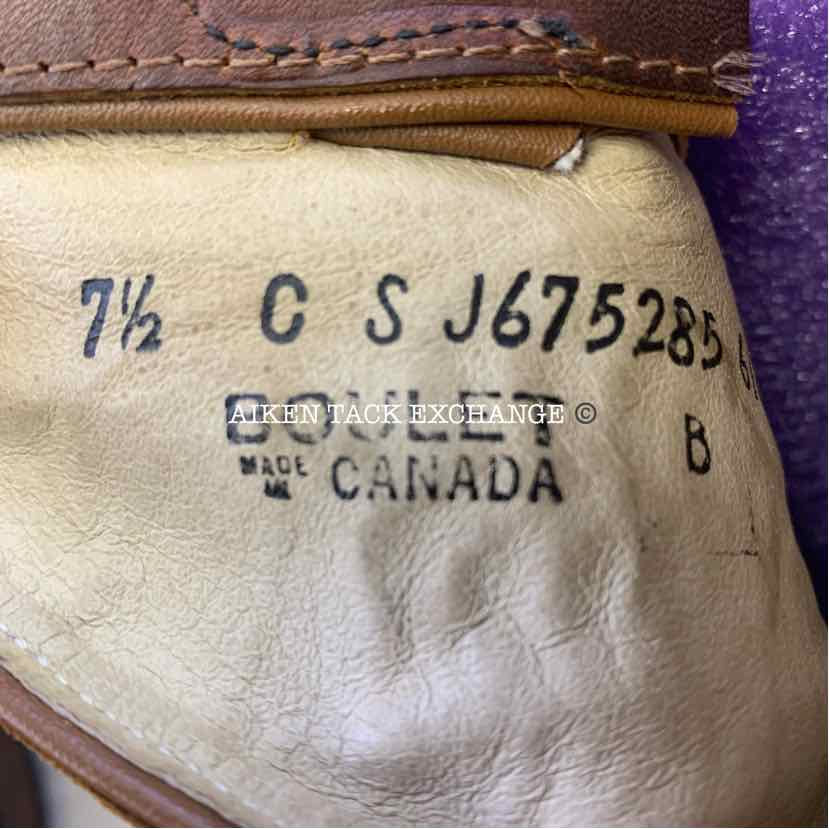 7½ C S J675285
AIKEN TACK EXCHANGE ©
BOULET
B
MADE IN CANADA